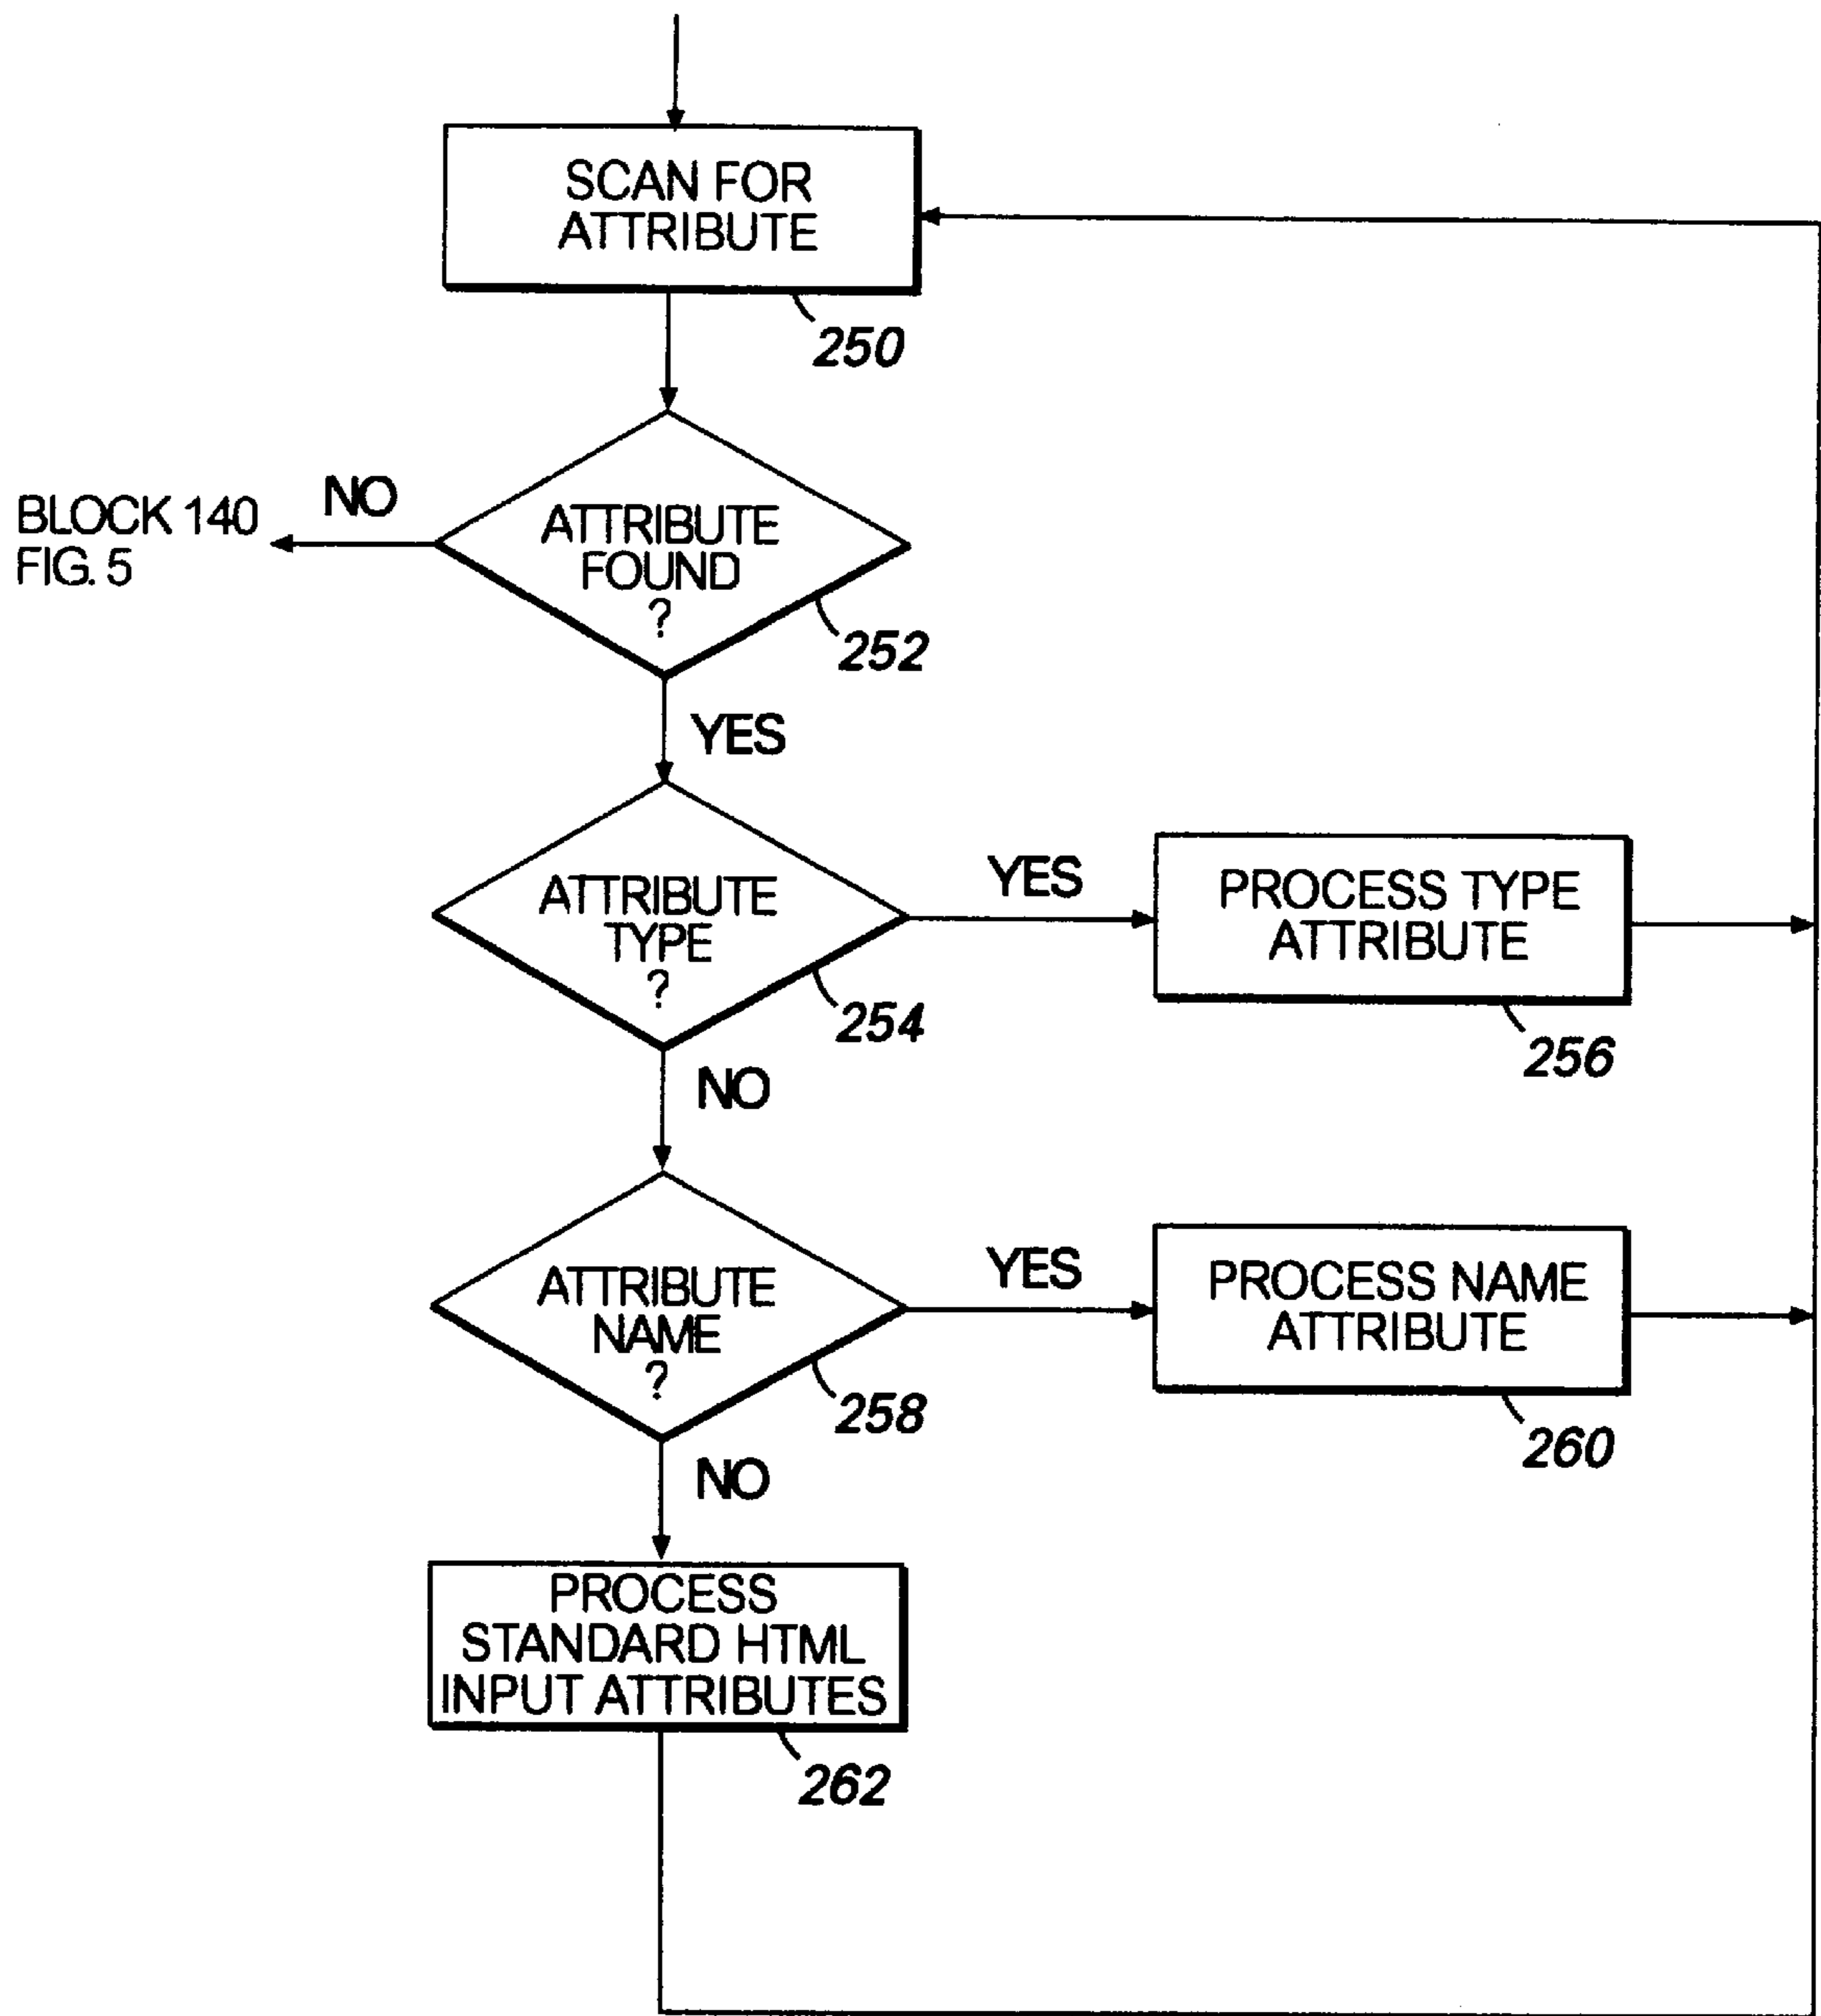 SCAN FOR
ATTRIBUTE
250
BLOCK 140
FIG. 5
NO
ATTRIBUTE
FOUND
?
252
YES
ATTRIBUTE
TYPE
?
254
YES
PROCESS TYPE
ATTRIBUTE
256
NO
ATTRIBUTE
NAME
?
258
YES
PROCESS NAME
ATTRIBUTE
260
NO
PROCESS
STANDARD HTML
INPUT ATTRIBUTES
262